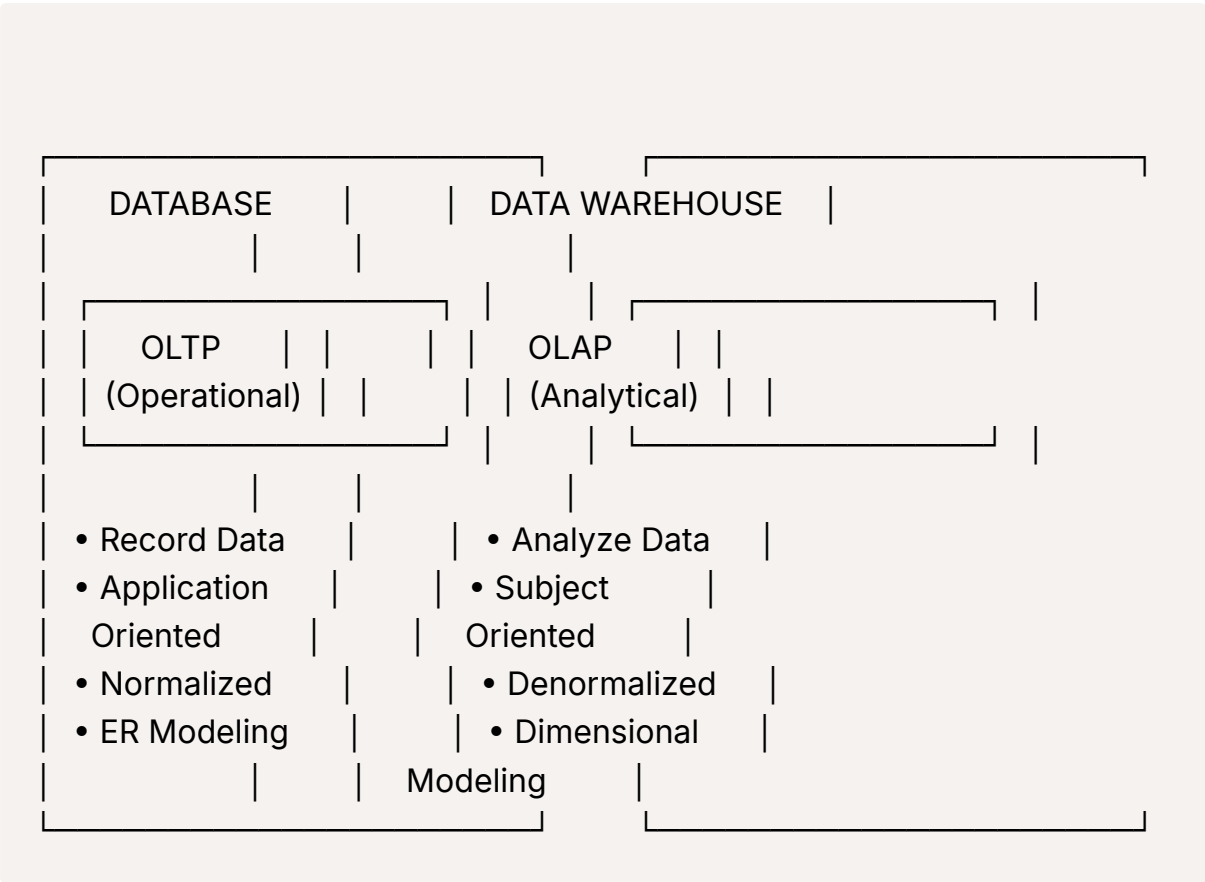 DATABASE DATA WAREHOUSE
OLTP OLAP
(Operational) (Analytical)
• Record Data • Analyze Data
• Application • Subject
Oriented Oriented
• Normalized • Denormalized
• ER Modeling • Dimensional
Modeling